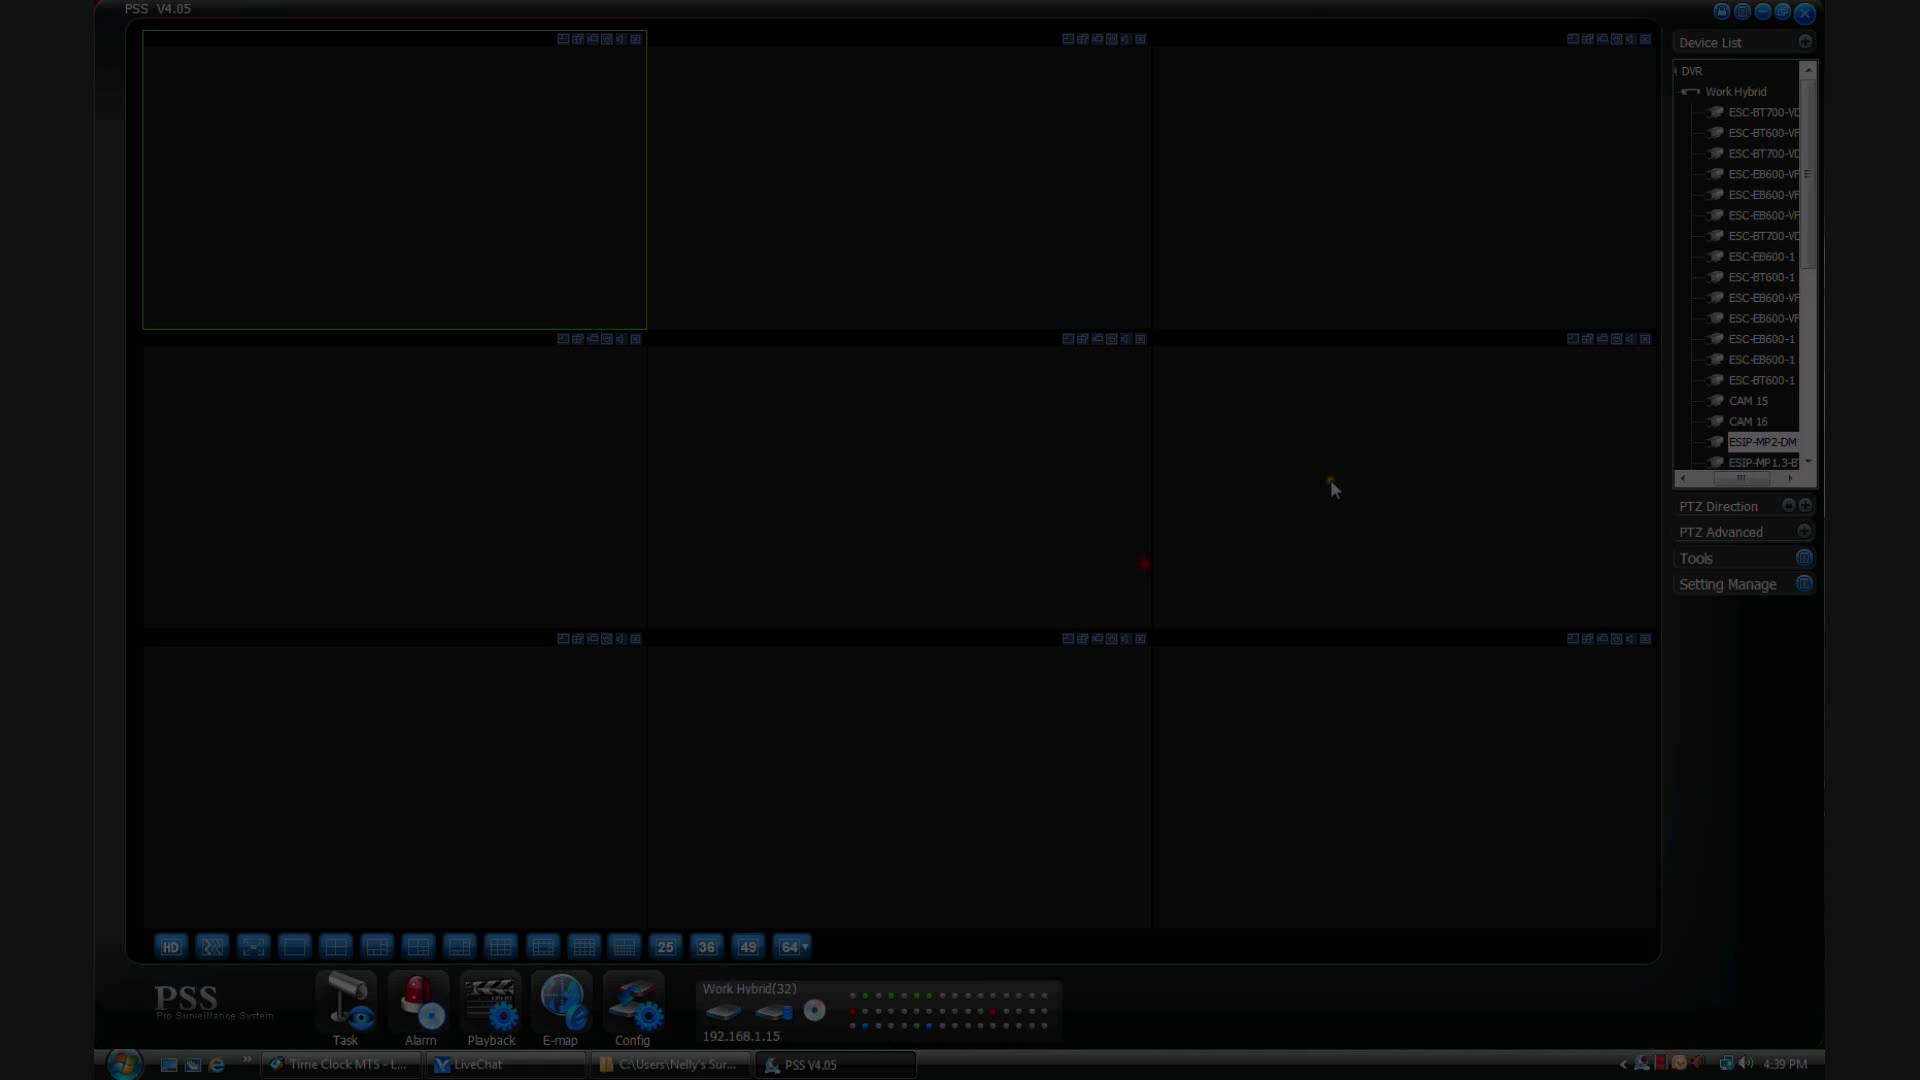 PSS V4.05
Device List
DVR
Work Hybrid
ESC-BT700-VD
ESC-BT600-VF
ESC-BT700-VD
ESC-EB600-VF
ESC-EB600-VF
ESC-EB600-VF
ESC-BT700-VD
ESC-EB600-1
ESC-BT600-1
ESC-EB600-VF
ESC-EB600-VF
ESC-EB600-1
ESC-EB600-1
ESC-BT600-1
CAM 15
CAM 16
ESIP-MP2-DM
ESIP-MP1.3-B
PTZ Direction
PTZ Advanced
Tools
Setting Manage
HD 25 36 49 64
PSS
Pro Surveillance System
Task Alarm Playback E-map Config
Work Hybrid(32)
192.168.1.15
Time Clock MTS - L...
LiveChat
C:\Users\Nelly's Sur...
PSS V4.05
4:39 PM